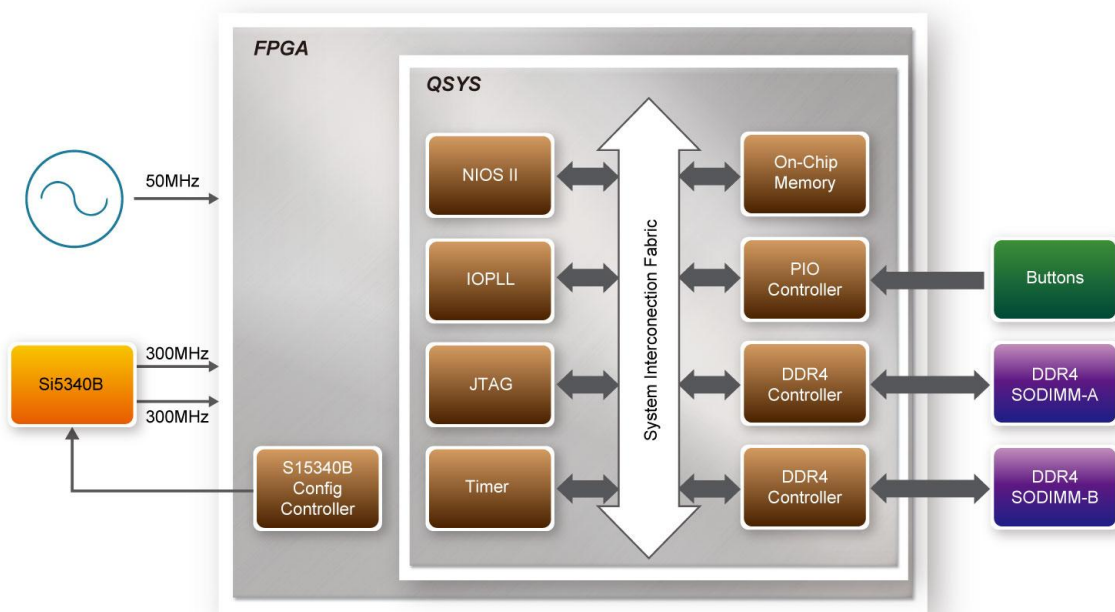 FPGA
QSYS
50MHz
NIOS II
On-Chip
Memory
IOPLL
System Interconection Fabric
PIO
Controller
Buttons
Si5340B
300MHz
300MHz
JTAG
DDR4
Controller
DDR4
SODIMM-A
S15340B
Config
Controller
Timer
DDR4
Controller
DDR4
SODIMM-B